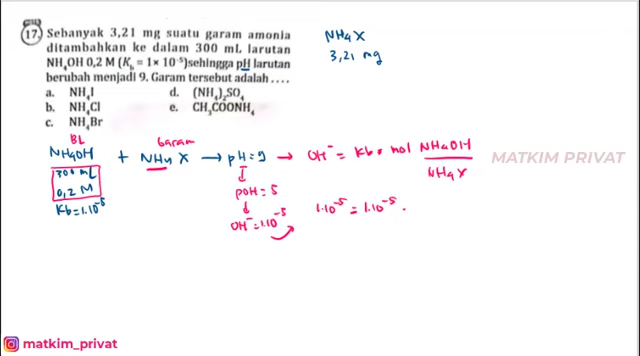 17. Sebanyak 3,21 mg suatu garam amonia
ditambahkan ke dalam 300 mL larutan
NH₄OH 0,2 M (K_b = 1 × 10⁻⁵) sehingga pH larutan
berubah menjadi 9. Garam tersebut adalah . . . .
a. NH₄I
b. NH₄Cl
c. NH₄Br
d. (NH₄)₂SO₄
e. CH₃COONH₄
NH₄X
3,21 mg
BL
Garam
NH₄OH + NH₄X → pH = 9 → OH⁻ = Kb • mol NH₄OH
NH₄X
300 mL
0,2 M
Kb = 1.10⁻⁵
pOH = 5
OH⁻ = 1.10⁻⁵
1.10⁻⁵ = 1.10⁻⁵ .
MATKIM PRIVAT
matkim_privat